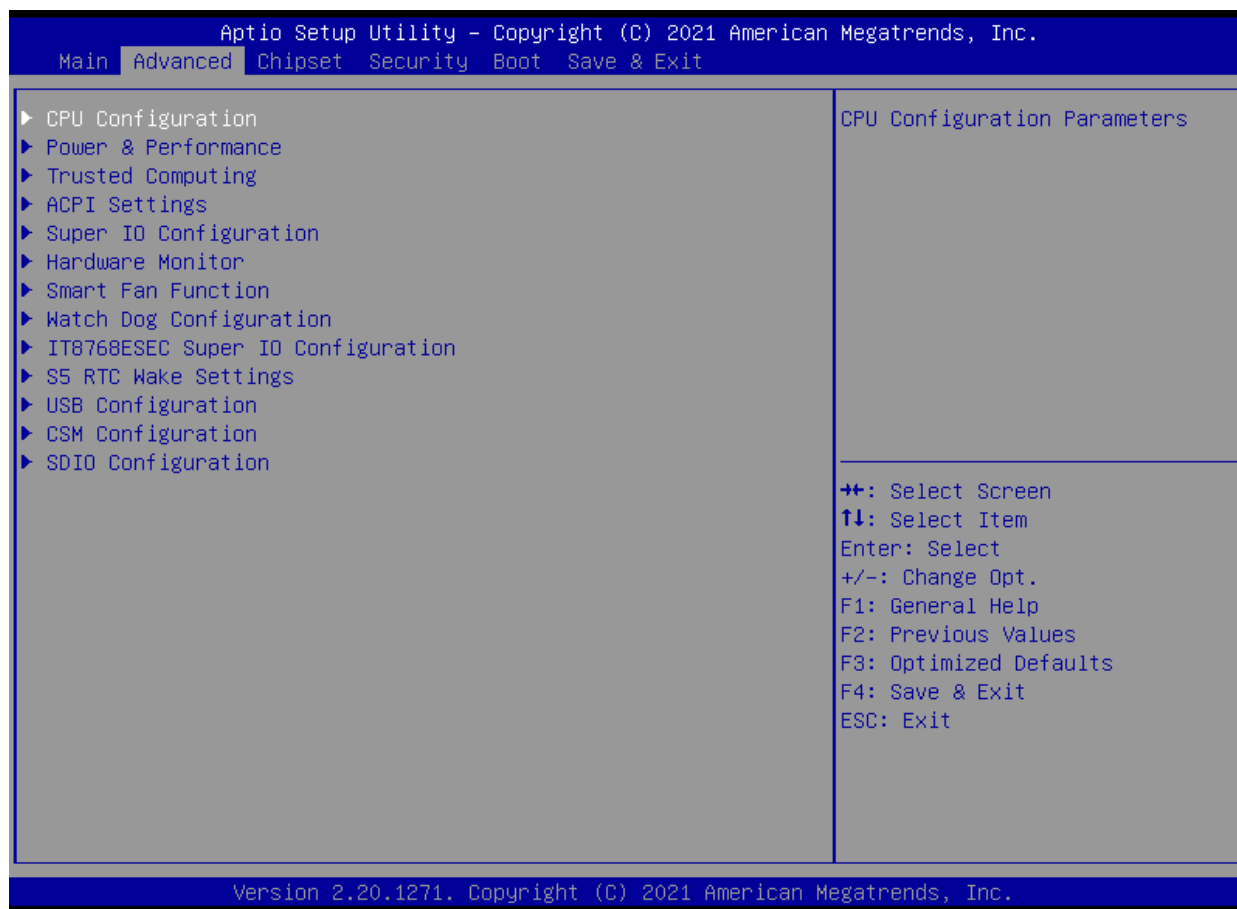 Aptio Setup Utility – Copyright (C) 2021 American Megatrends, Inc.
Main Advanced Chipset Security Boot Save & Exit
▶ CPU Configuration
▶ Power & Performance
▶ Trusted Computing
▶ ACPI Settings
▶ Super IO Configuration
▶ Hardware Monitor
▶ Smart Fan Function
▶ Watch Dog Configuration
▶ IT8768ESEC Super IO Configuration
▶ S5 RTC Wake Settings
▶ USB Configuration
▶ CSM Configuration
▶ SDIO Configuration
CPU Configuration Parameters
→←: Select Screen
↑↓: Select Item
Enter: Select
+/-: Change Opt.
F1: General Help
F2: Previous Values
F3: Optimized Defaults
F4: Save & Exit
ESC: Exit
Version 2.20.1271. Copyright (C) 2021 American Megatrends, Inc.